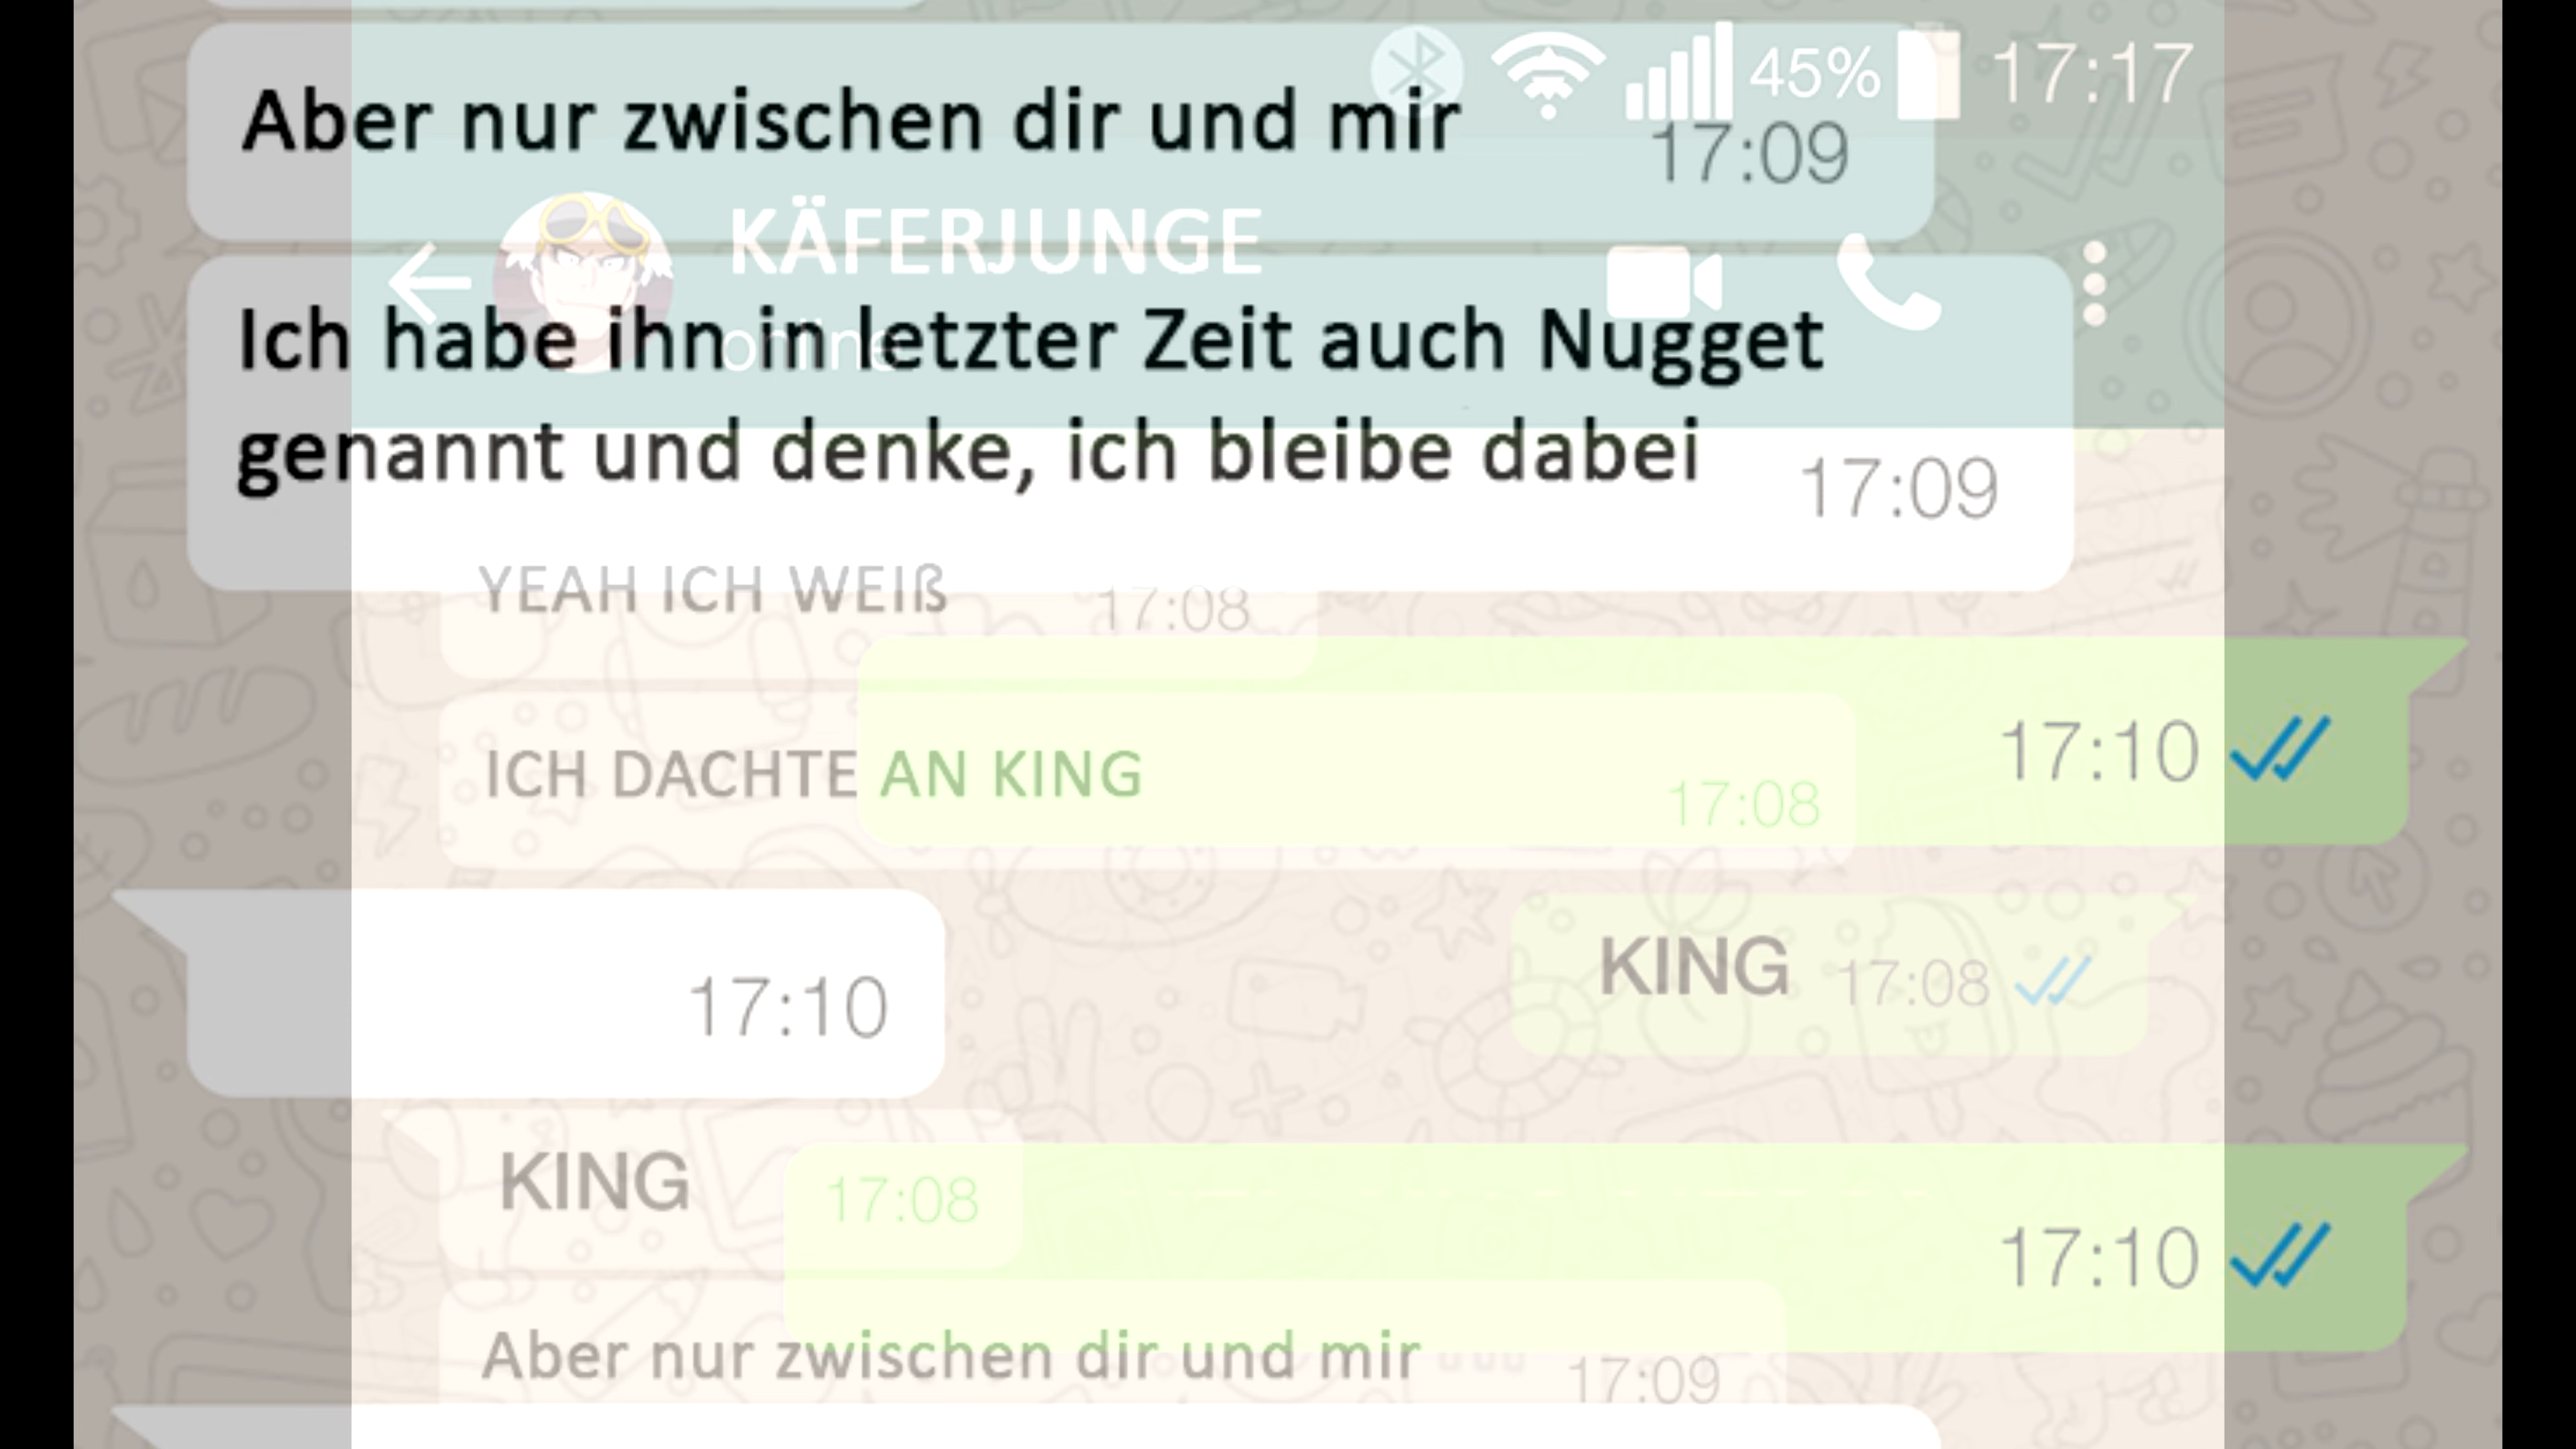 45% 17:17
Aber nur zwischen dir und mir 17:09
KÄFERJUNGE
online
Ich habe ihn in letzter Zeit auch Nugget
genannt und denke, ich bleibe dabei 17:09
YEAH ICH WEIß 17:08
17:10
ICH DACHTE AN KING 17:08
KING 17:08
17:10
KING 17:08
17:10
Aber nur zwischen dir und mir 17:09